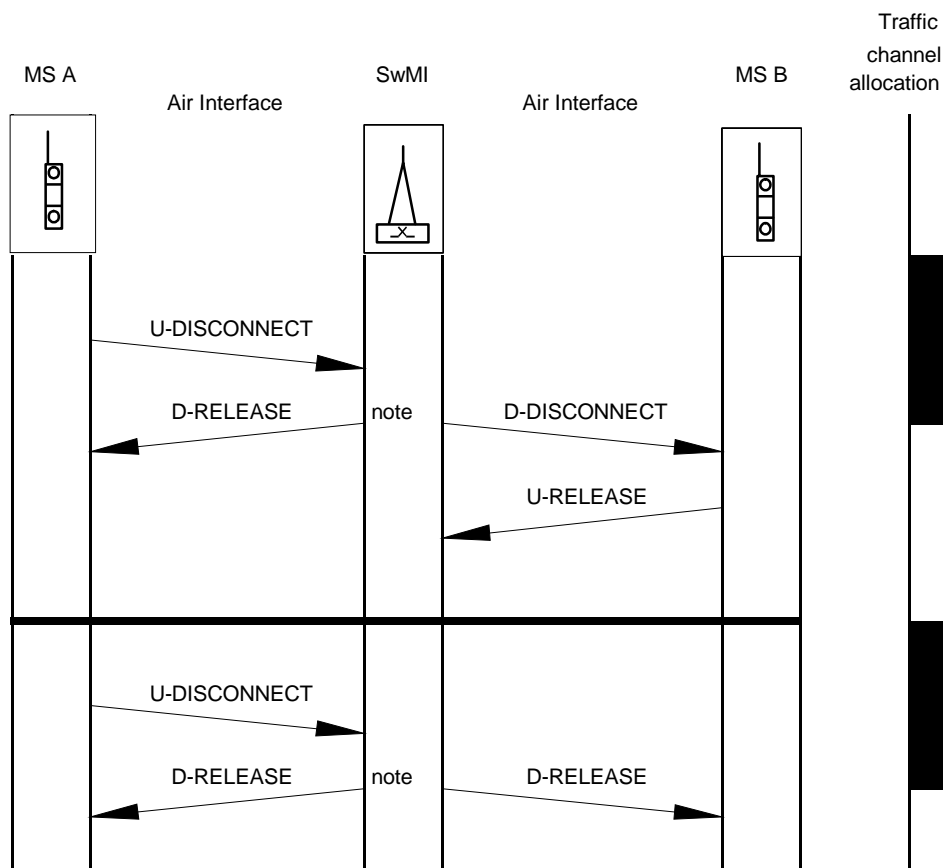 Traffic
channel
allocation
MS A
SwMI
MS B
Air Interface
Air Interface
U-DISCONNECT
D-RELEASE
note
D-DISCONNECT
U-RELEASE
U-DISCONNECT
D-RELEASE
note
D-RELEASE